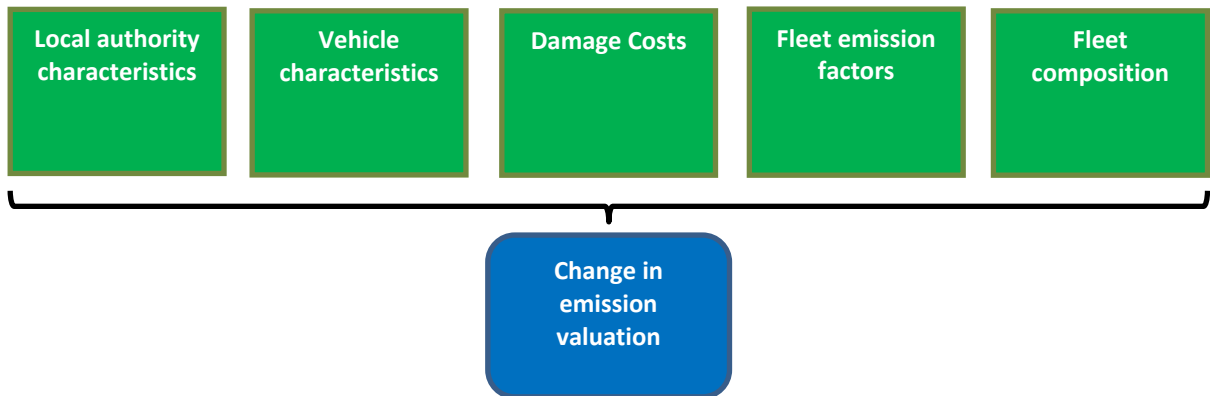 Local authority
characteristics
Vehicle
characteristics
Damage Costs
Fleet emission
factors
Fleet
composition
Change in
emission
valuation